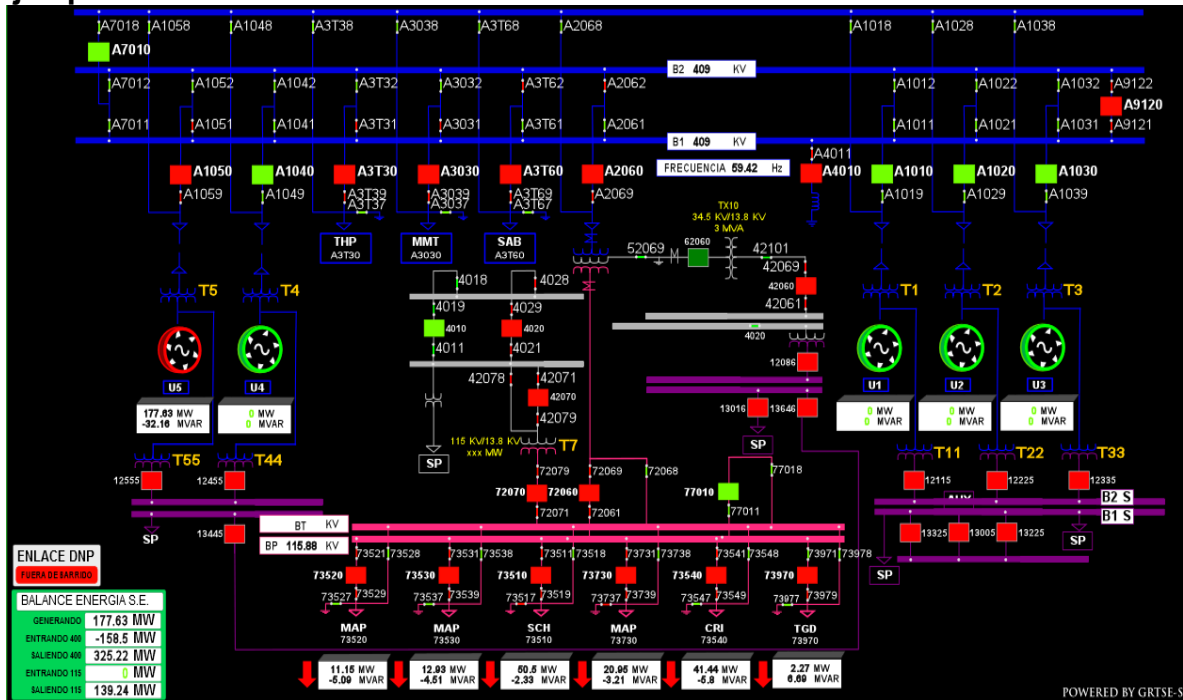 A7018 A1058 A1048 A3T38 A3038 A3T68 A2068 A1018 A1028 A1038
A7010
B2 409 KV
A7012 A1052 A1042 A3T32 A3032 A3T62 A2062 A1012 A1022 A1032 A9122
A9120
A7011 A1051 A1041 A3T31 A3031 A3T61 A2061 A1011 A1021 A1031 A9121
B1 409 KV
A4011
FRECUENCIA 59.42 Hz
A1050 A1040 A3T30 A3030 A3T60 A2060 A4010 A1010 A1020 A1030
A1059 A1049 A3T39 A3039 A3T69 A2069 A1019 A1029 A1039
A3T37 A3037 A3T67
TX10
34.5 KV/13.8 KV
3 MVA
THP MMT SAB
A3T30 A3030 A3T60
62060
52069 42101
42069
4018 4028
42060
T5 T4 T1 T2 T3
4019 4029
42061
4010 4020
4020
4011 4021
12086
42078 42071
U5 U4 U1 U2 U3
42070
177.63 MW 0 MW 0 MW 0 MW 0 MW
-32.16 MVAR 0 MVAR 0 MVAR 0 MVAR 0 MVAR
13016 13646
42079
115 KV/13.8 KV
xxx MW
T7
SP SP
T55 T44 T11 T22 T33
72079 72069 72068 77018
12555 12455 12115 12225 12335
72070 72060 77010
72071 72061 77011
B2 S
B1 S
BT KV
SP 13445 13325 13005 13225 SP
BP 115.88 KV
73521 73528 73531 73538 73511 73518 73731 73738 73541 73548 73971 73978
ENLACE DNP
FUERA DE BARRIDO
73520 73530 73510 73730 73540 73970
SP
73527 73529 73537 73539 73517 73519 73737 73739 73547 73549 73977 73979
BALANCE ENERGIA S.E.
GENERANDO 177.63 MW
ENTRANDO 400 -158.5 MW
SALIENDO 400 325.22 MW
ENTRANDO 115 0 MW
SALIENDO 115 139.24 MW
MAP MAP SCH MAP CRI TGD
73520 73530 73510 73730 73540 73970
11.15 MW 12.93 MW 50.5 MW 20.95 MW 41.44 MW 2.27 MW
-5.09 MVAR -4.51 MVAR -2.33 MVAR -3.21 MVAR -5.8 MVAR 6.69 MVAR
POWERED BY GRTSE-S